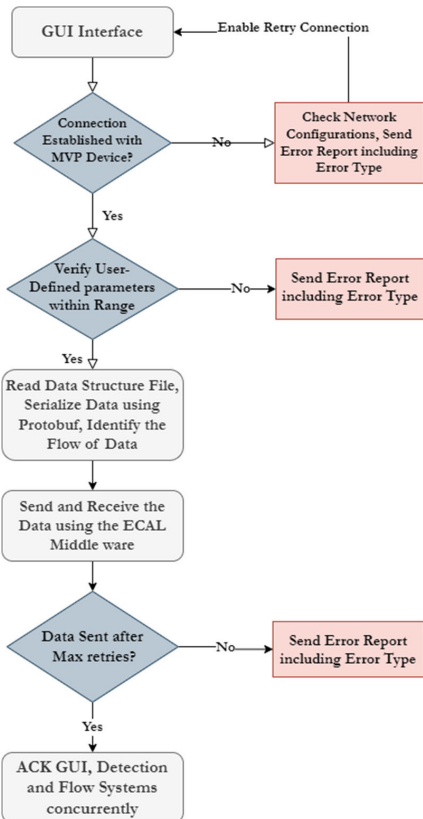 GUI Interface
Enable Retry Connection
Connection
Established with
MVP Device?
No
Check Network
Configurations, Send
Error Report including
Error Type
Yes
Verify User-
Defined parameters
within Range
No
Send Error Report
including Error Type
Yes
Read Data Structure File,
Serialize Data using
Protobuf, Identify the
Flow of Data
Send and Receive the
Data using the ECAL
Middle ware
Data Sent after
Max retries?
No
Send Error Report
including Error Type
Yes
ACK GUI, Detection
and Flow Systems
concurrently